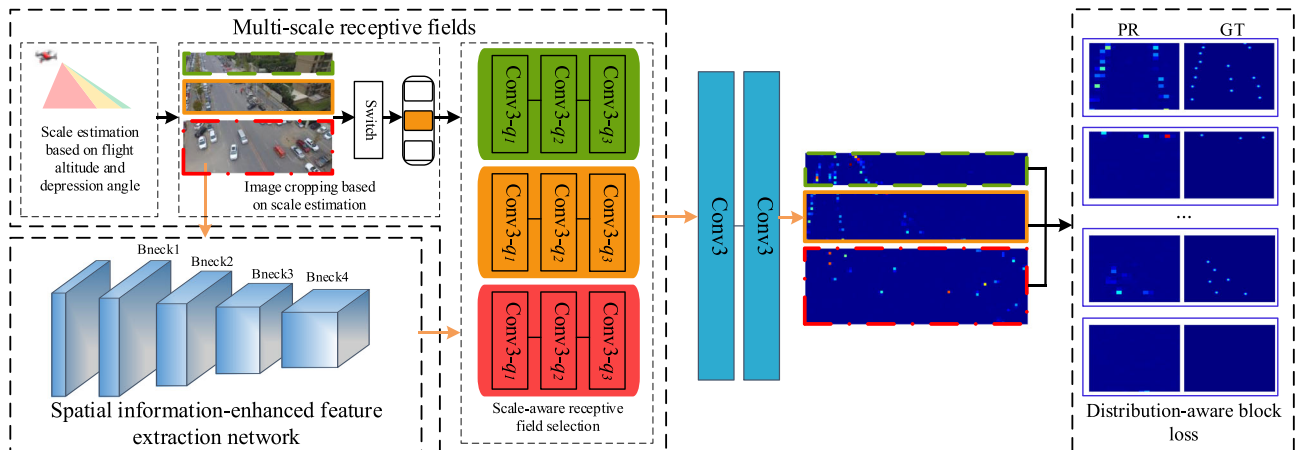 Multi-scale receptive fields
Scale estimation
based on flight
altitude and
depression angle
Switch
Image cropping based
on scale estimation
Conv3-q1
Conv3-q2
Conv3-q3
Conv3-q1
Conv3-q2
Conv3-q3
Conv3-q1
Conv3-q2
Conv3-q3
Scale-aware receptive
field selection
Bneck1
Bneck2
Bneck3
Bneck4
Spatial information-enhanced feature
extraction network
Conv3
Conv3
PR
GT
...
Distribution-aware block
loss